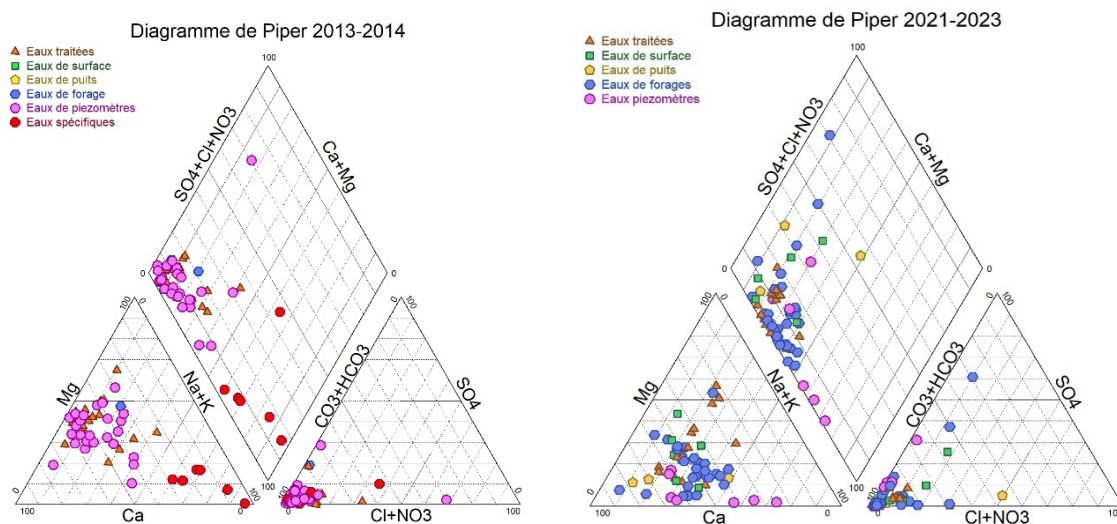 Diagramme de Piper 2013-2014
Eaux traitées
Eaux de surface
Eaux de puits
Eaux de forage
Eaux de piezomètres
Eaux spécifiques
100
SO4+Cl+NO3
Ca+Mg
0
0
100
0
0
100
Mg
Na+K
CO3+HCO3
SO4
100
100
0
100
0
100
Ca
Cl+NO3
Diagramme de Piper 2021-2023
Eaux traitées
Eaux de surface
Eaux de puits
Eaux de forages
Eaux piezomètres
100
SO4+Cl+NO3
Ca+Mg
0
0
100
0
0
100
Mg
Na+K
CO3+HCO3
SO4
100
100
0
100
0
Ca
Cl+NO3